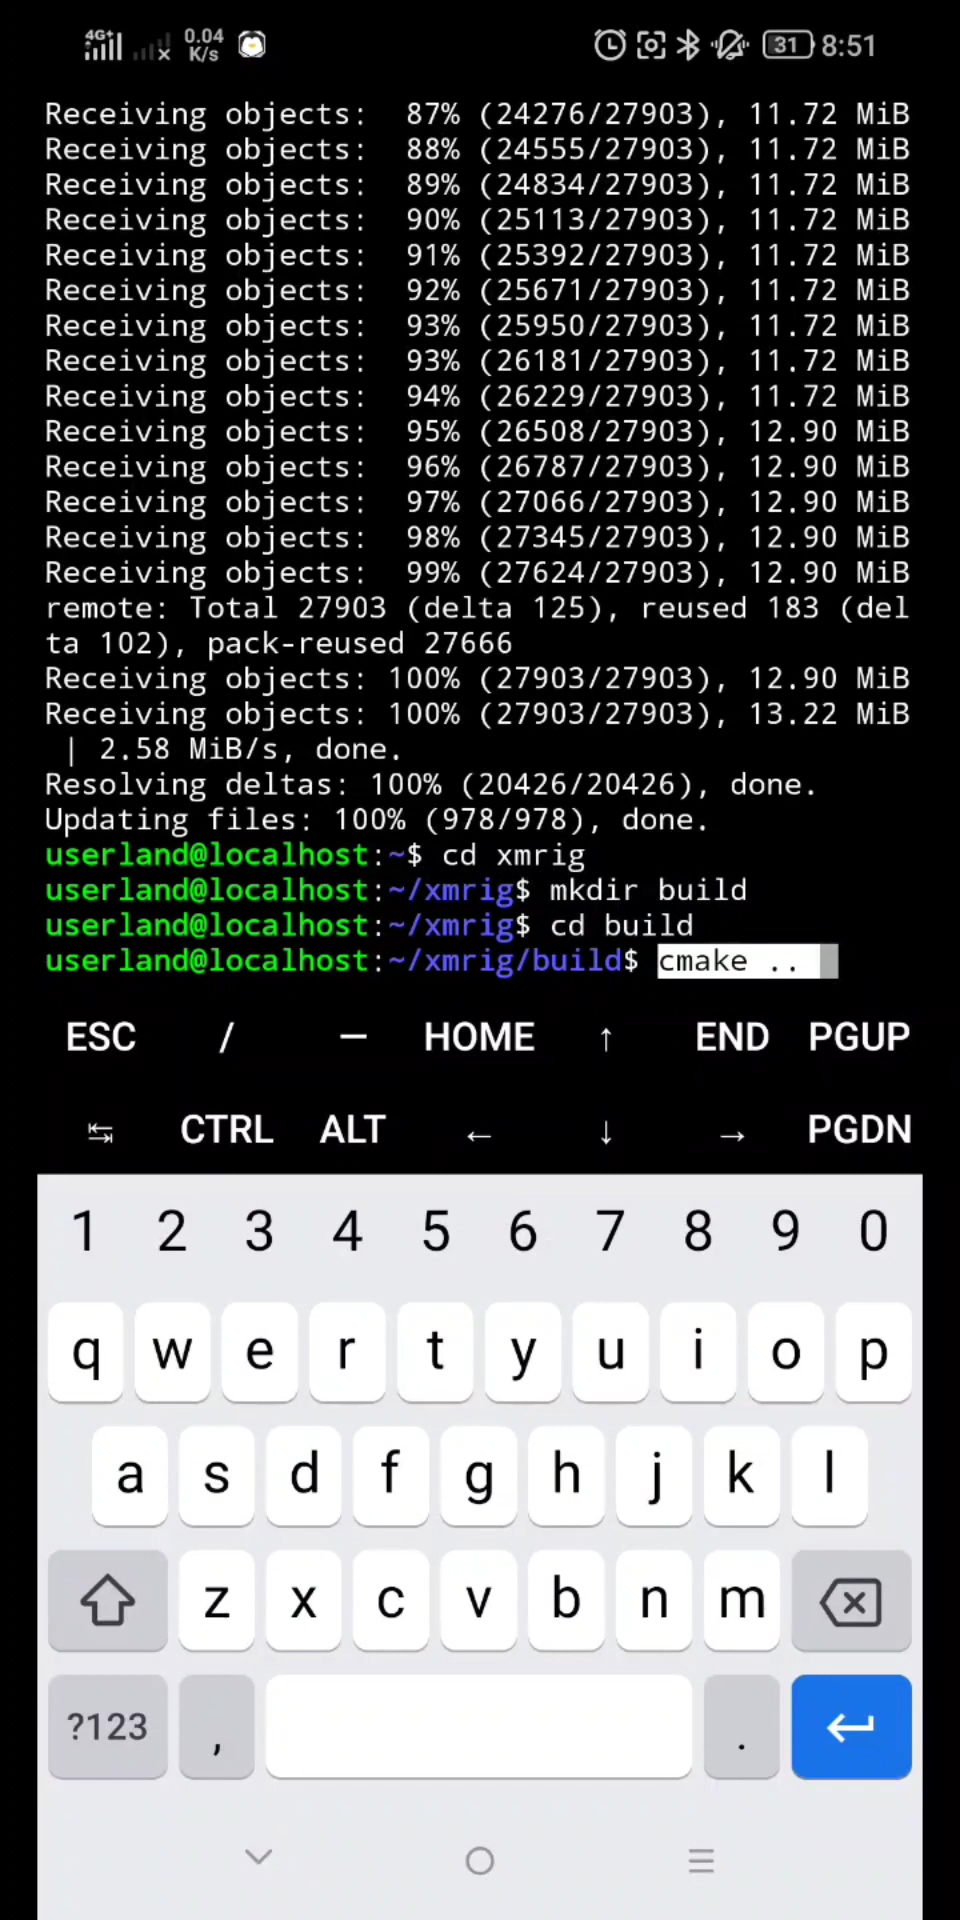 4G+ 0.04 K/s 31 8:51
Receiving objects:  87% (24276/27903), 11.72 MiB
Receiving objects:  88% (24555/27903), 11.72 MiB
Receiving objects:  89% (24834/27903), 11.72 MiB
Receiving objects:  90% (25113/27903), 11.72 MiB
Receiving objects:  91% (25392/27903), 11.72 MiB
Receiving objects:  92% (25671/27903), 11.72 MiB
Receiving objects:  93% (25950/27903), 11.72 MiB
Receiving objects:  93% (26181/27903), 11.72 MiB
Receiving objects:  94% (26229/27903), 11.72 MiB
Receiving objects:  95% (26508/27903), 12.90 MiB
Receiving objects:  96% (26787/27903), 12.90 MiB
Receiving objects:  97% (27066/27903), 12.90 MiB
Receiving objects:  98% (27345/27903), 12.90 MiB
Receiving objects:  99% (27624/27903), 12.90 MiB
remote: Total 27903 (delta 125), reused 183 (del
ta 102), pack-reused 27666
Receiving objects: 100% (27903/27903), 12.90 MiB
Receiving objects: 100% (27903/27903), 13.22 MiB
 | 2.58 MiB/s, done.
Resolving deltas: 100% (20426/20426), done.
Updating files: 100% (978/978), done.
userland@localhost:~$ cd xmrig
userland@localhost:~/xmrig$ mkdir build
userland@localhost:~/xmrig$ cd build
userland@localhost:~/xmrig/build$ cmake ..
ESC / — HOME ↑ END PGUP
↹ CTRL ALT ← ↓ → PGDN
1 2 3 4 5 6 7 8 9 0
q w e r t y u i o p
a s d f g h j k l
z x c v b n m
?123 , .